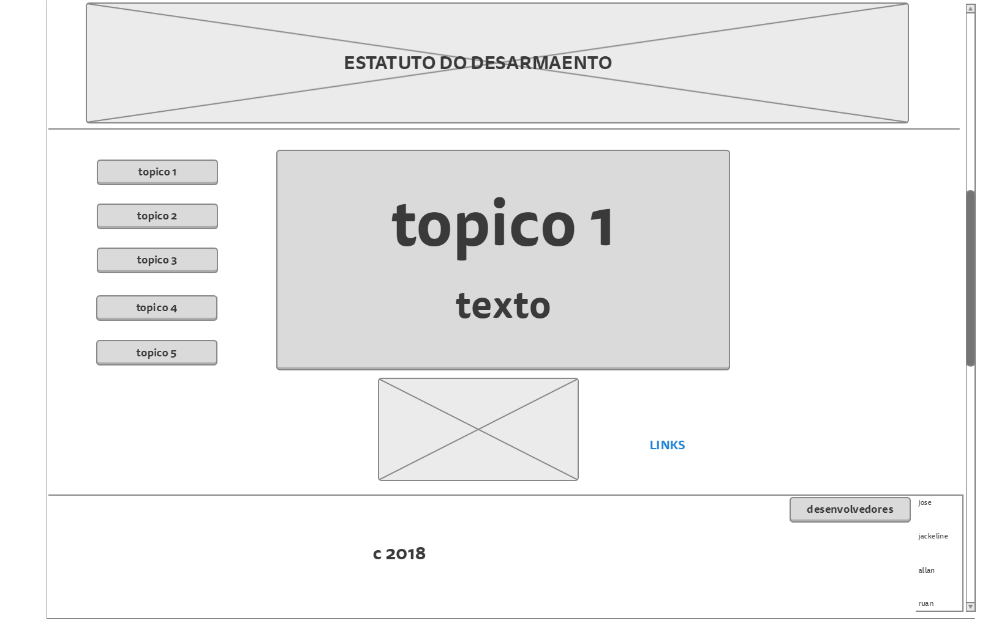 ESTATUTO DO DESARMAENTO
topico 1
topico 2
topico 3
topico 4
topico 5
topico 1
texto
LINKS
desenvolvedores
jose
jackeline
allan
ruan
c 2018